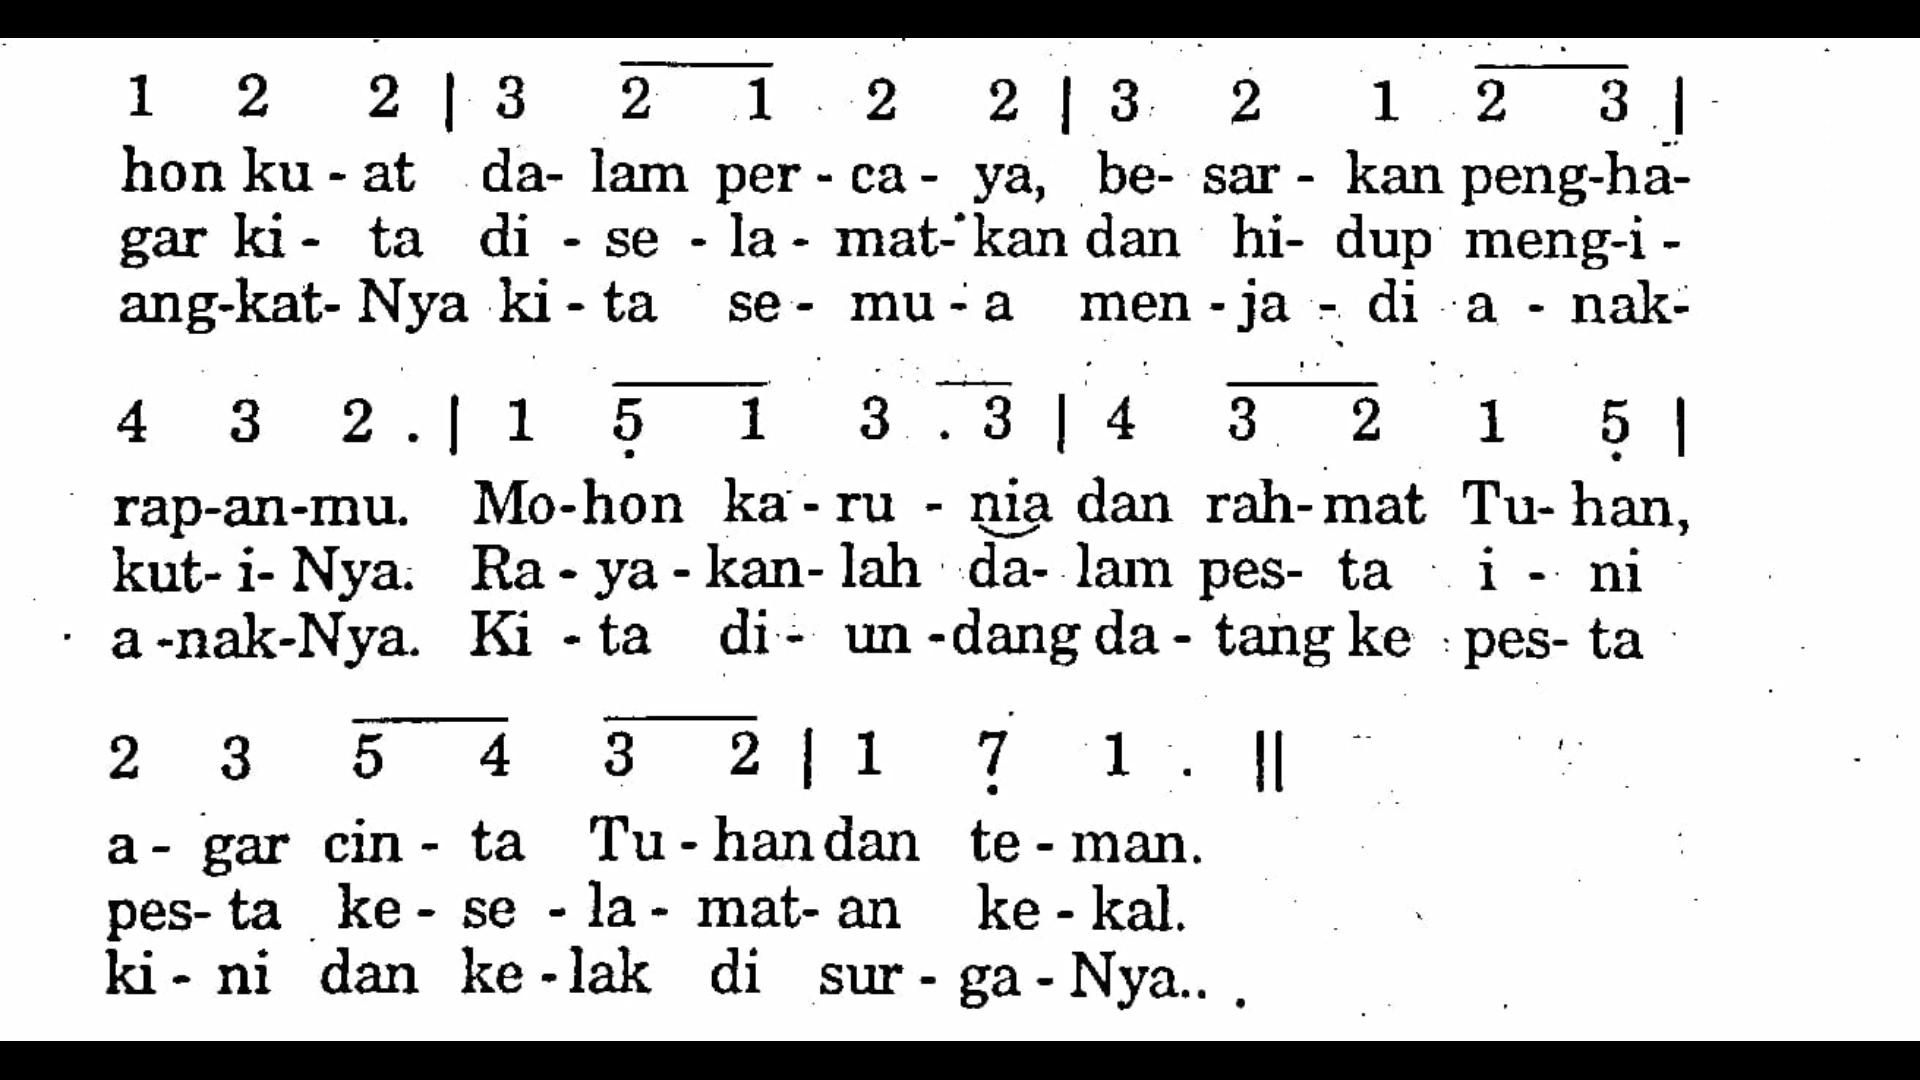 1 2 2 | 3 2 1 2 2 | 3 2 1 2 3 |
hon ku - at da- lam per - ca - ya, be- sar - kan peng-ha-
gar ki - ta di - se - la - mat- kan dan hi- dup meng-i -
ang-kat- Nya ki - ta se - mu - a men - ja - di a - nak-
4 3 2 . | 1 5̣ 1 3 . 3 | 4 3 2 1 5̣ |
rap-an-mu. Mo-hon ka - ru - nia dan rah-mat Tu- han,
kut- i- Nya. Ra - ya - kan- lah da- lam pes- ta i - ni
a -nak-Nya. Ki - ta di - un -dang da - tang ke pes- ta
2 3 5 4 3 2 | 1 7̣ 1 . ||
a - gar cin - ta Tu - han dan te - man.
pes- ta ke - se - la - mat- an ke - kal.
ki - ni dan ke - lak di sur - ga - Nya..